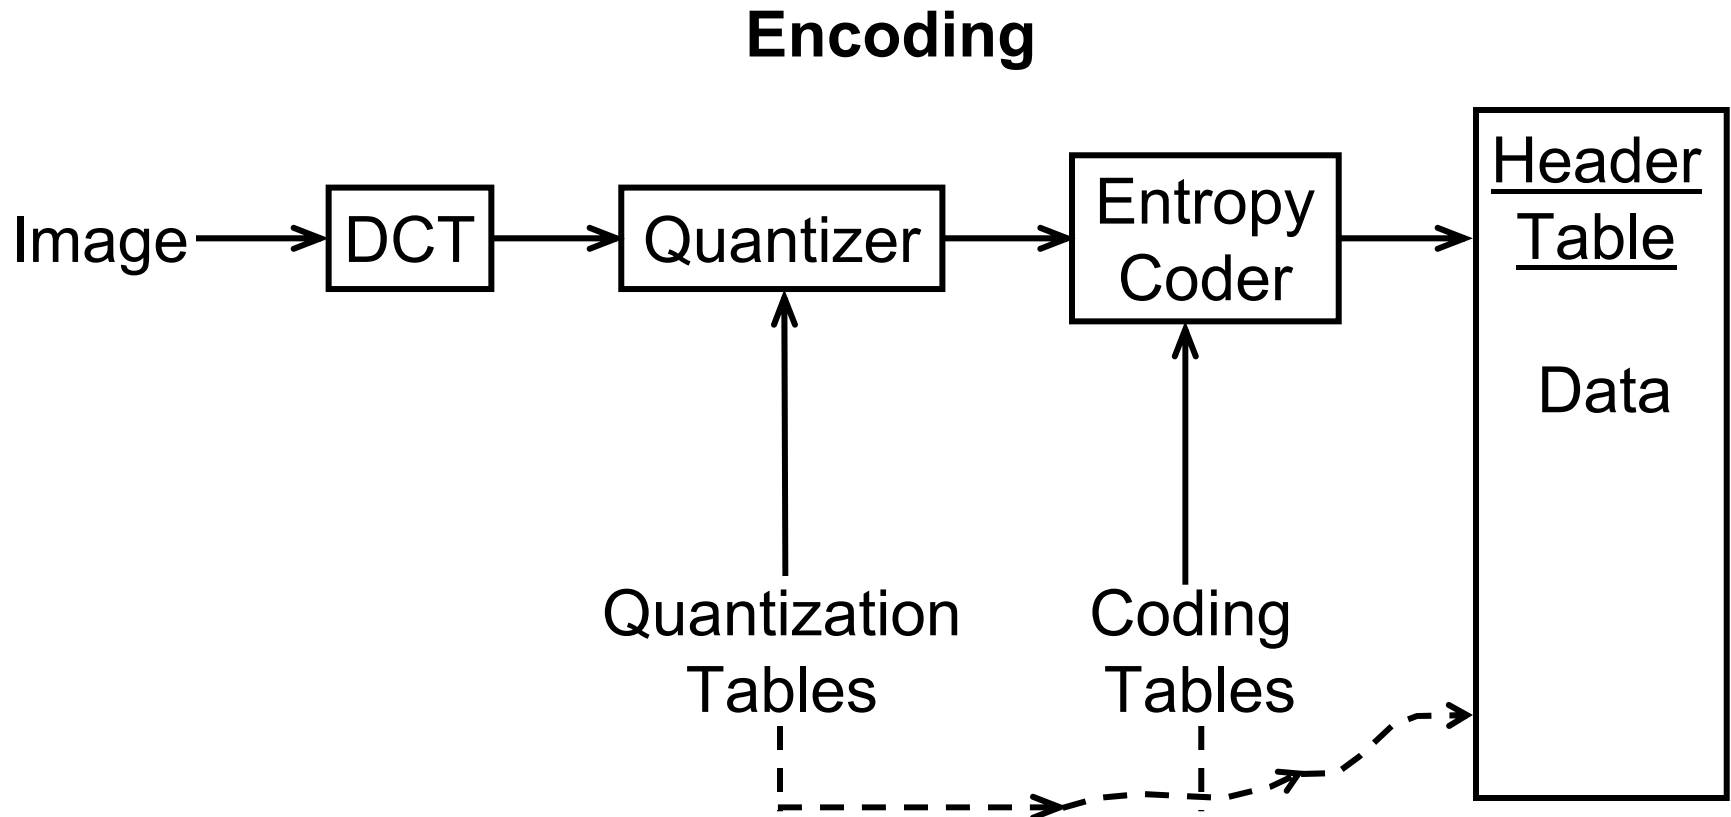 Encoding
Image
DCT
Quantizer
Entropy
Coder
Header
Table
Data
Quantization
Tables
Coding
Tables